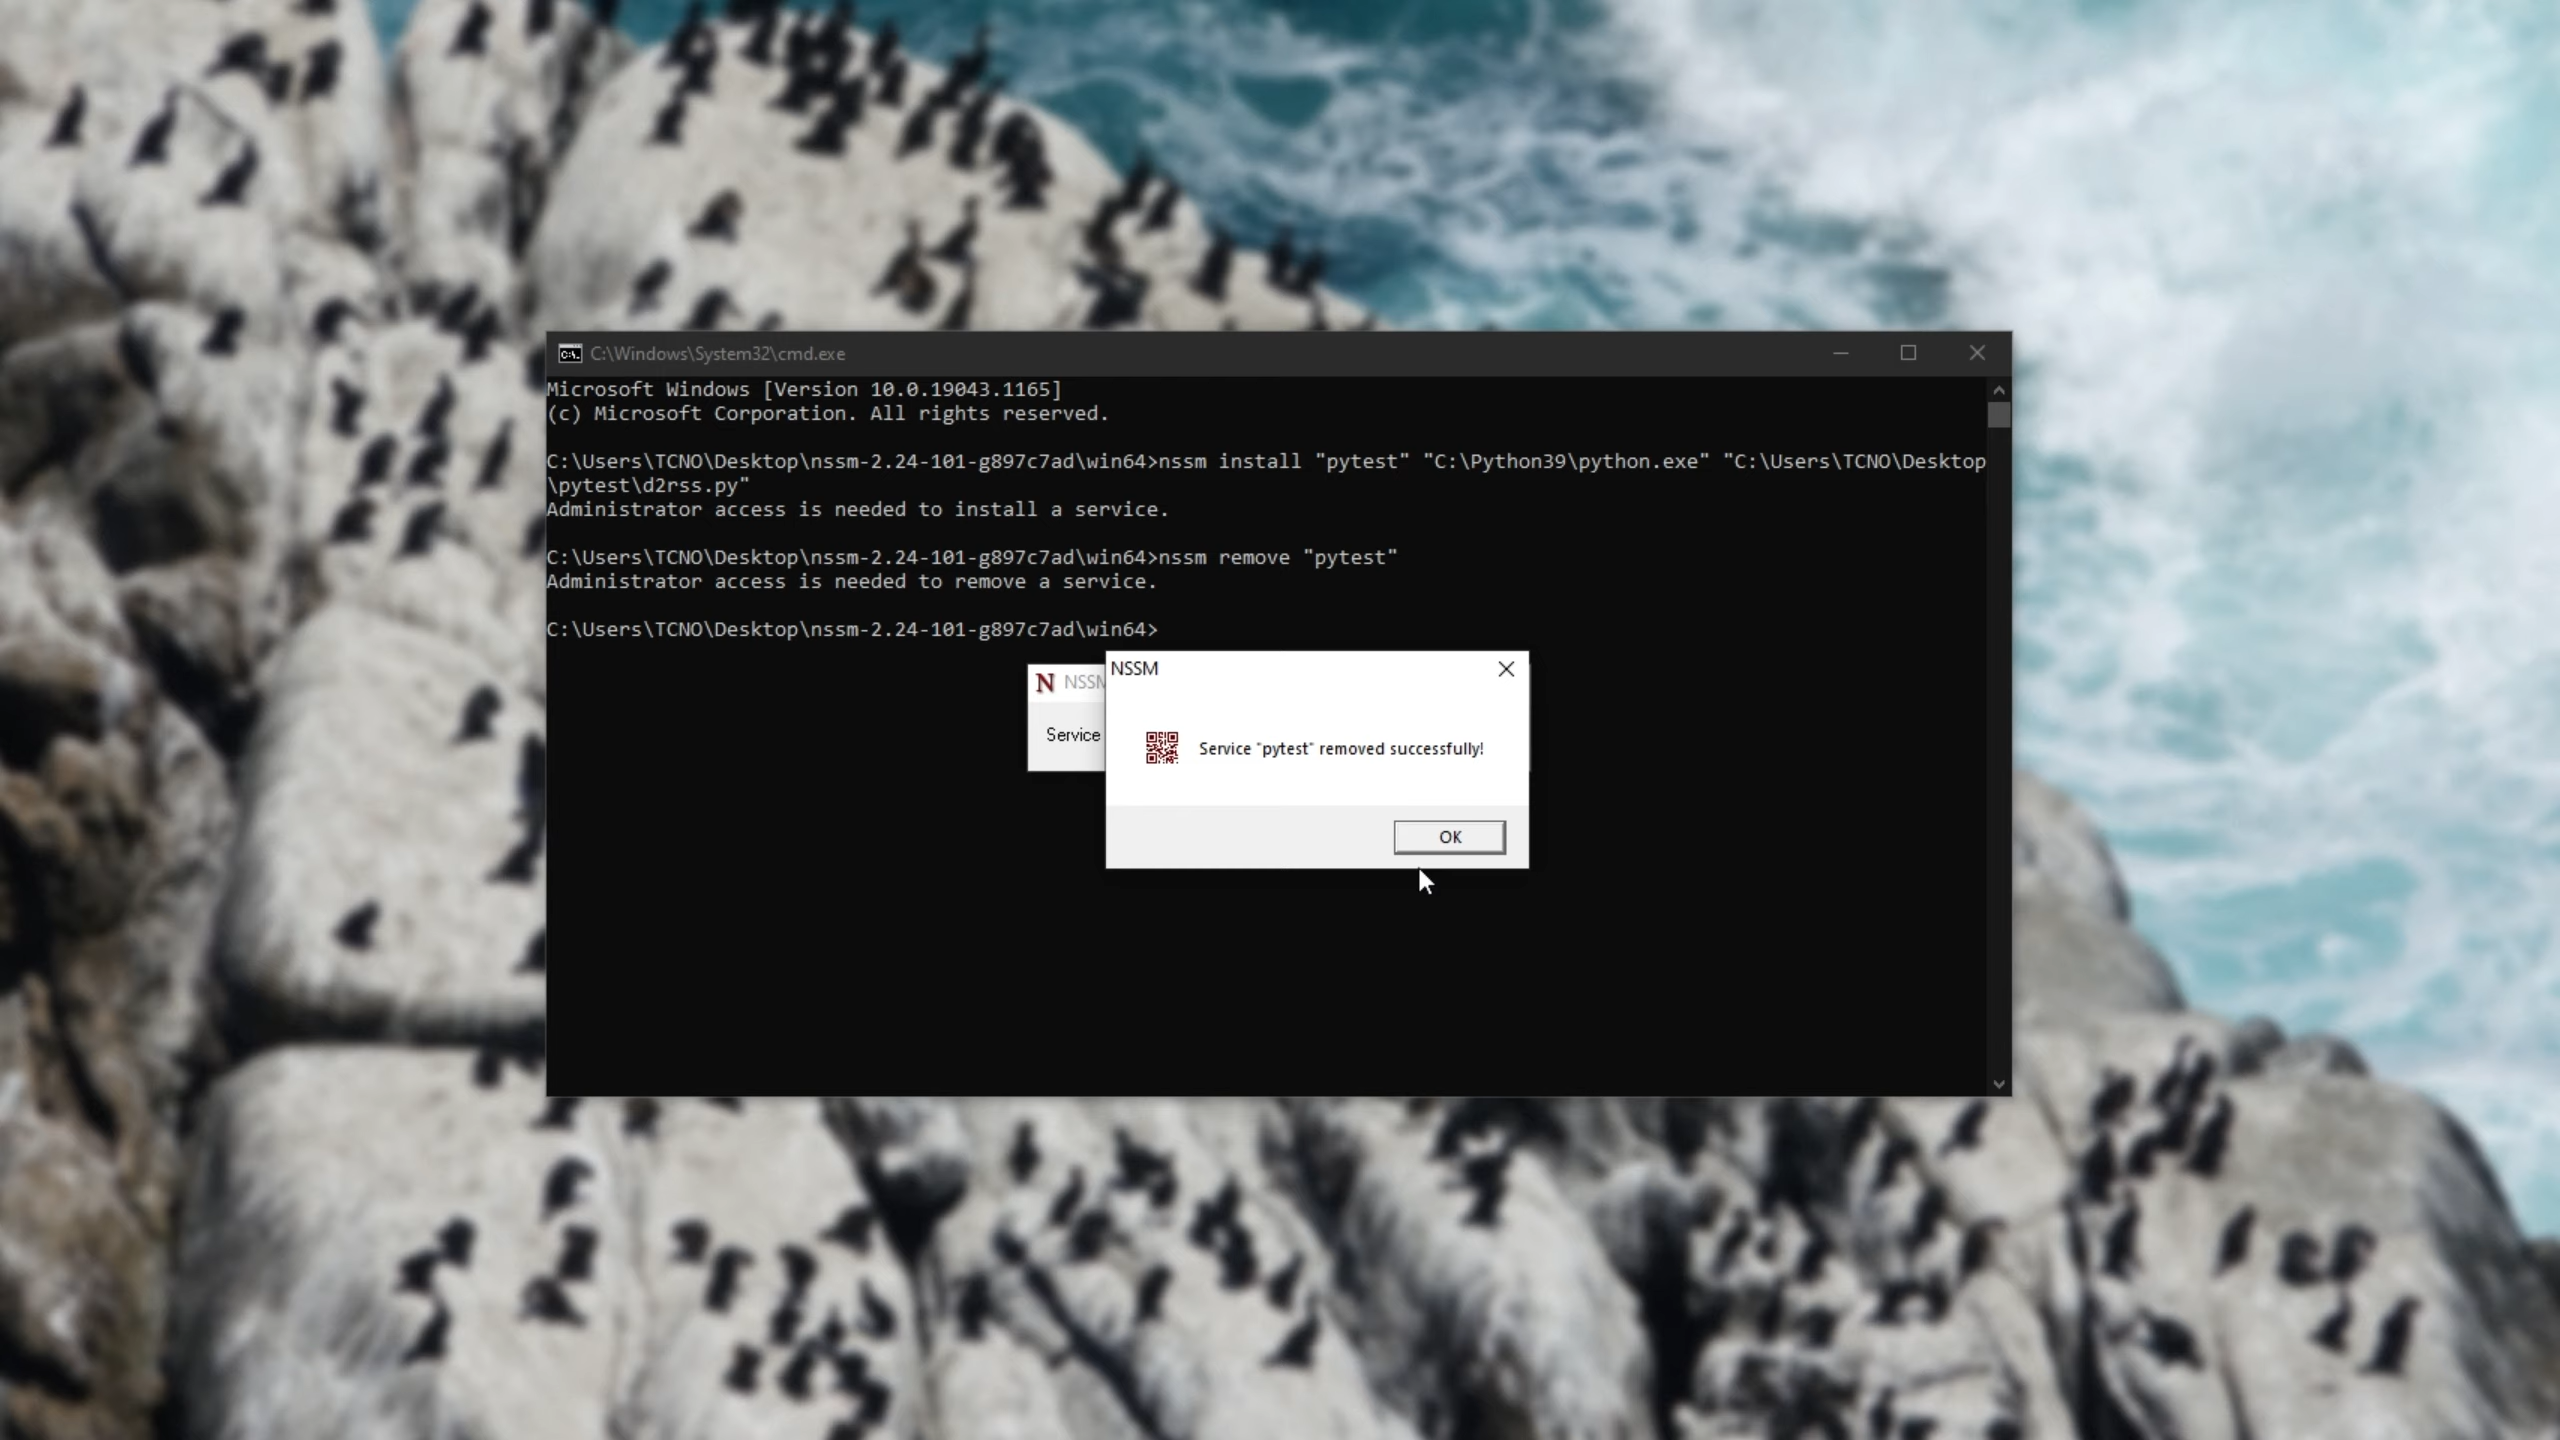 C:\Windows\System32\cmd.exe
Microsoft Windows [Version 10.0.19043.1165]
(c) Microsoft Corporation. All rights reserved.
C:\Users\TCNO\Desktop\nssm-2.24-101-g897c7ad\win64>nssm install "pytest" "C:\Python39\python.exe" "C:\Users\TCNO\Desktop
\pytest\d2rss.py"
Administrator access is needed to install a service.
C:\Users\TCNO\Desktop\nssm-2.24-101-g897c7ad\win64>nssm remove "pytest"
Administrator access is needed to remove a service.
C:\Users\TCNO\Desktop\nssm-2.24-101-g897c7ad\win64>
N NSSM
Service
NSSM
Service "pytest" removed successfully!
OK